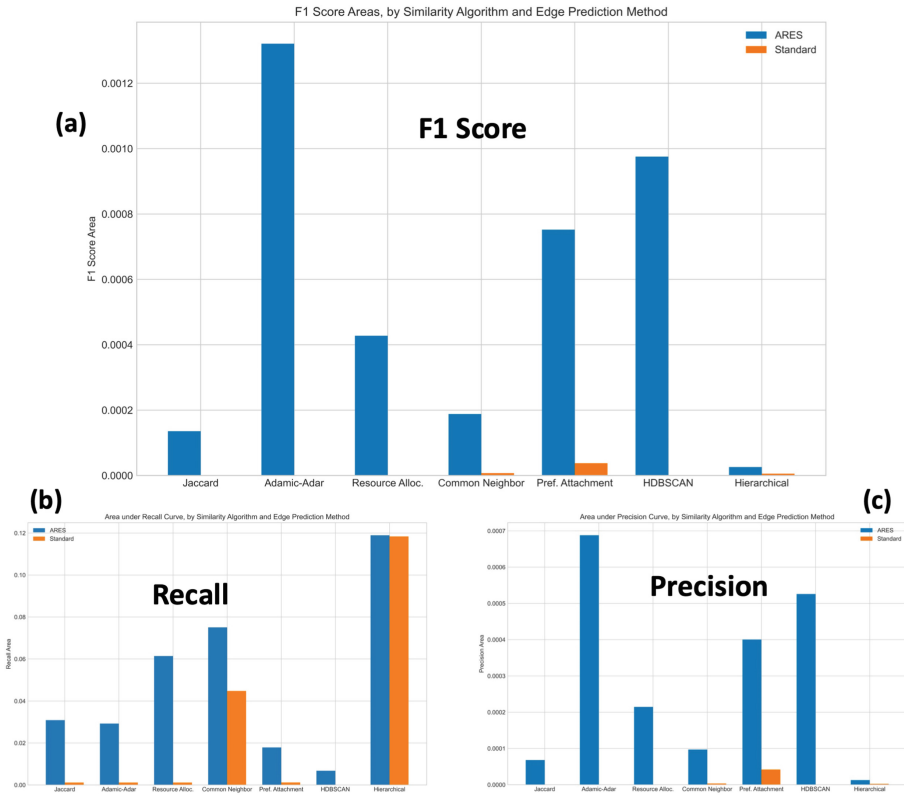 F1 Score Areas, by Similarity Algorithm and Edge Prediction Method
ARES
Standard
(a)
F1 Score
F1 Score Area
0.0012
0.0010
0.0008
0.0006
0.0004
0.0002
0.0000
Jaccard Adamic-Adar Resource Alloc. Common Neighbor Pref. Attachment HDBSCAN Hierarchical
(b)
Area under Recall Curve, by Similarity Algorithm and Edge Prediction Method
ARES
Standard
Recall
Recall Area
0.12
0.10
0.08
0.06
0.04
0.02
0.00
Jaccard Adamic-Adar Resource Alloc. Common Neighbor Pref. Attachment HDBSCAN Hierarchical
(c)
Area under Precision Curve, by Similarity Algorithm and Edge Prediction Method
ARES
Standard
Precision
Precision Area
0.0007
0.0006
0.0005
0.0004
0.0003
0.0002
0.0001
0.0000
Jaccard Adamic-Adar Resource Alloc. Common Neighbor Pref. Attachment HDBSCAN Hierarchical